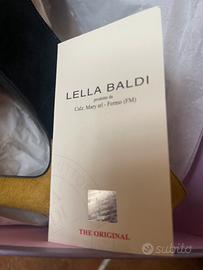 LELLA BALDI
prodotto da
Calz. Mary srl - Fermo (FM)
THE ORIGINAL
subito